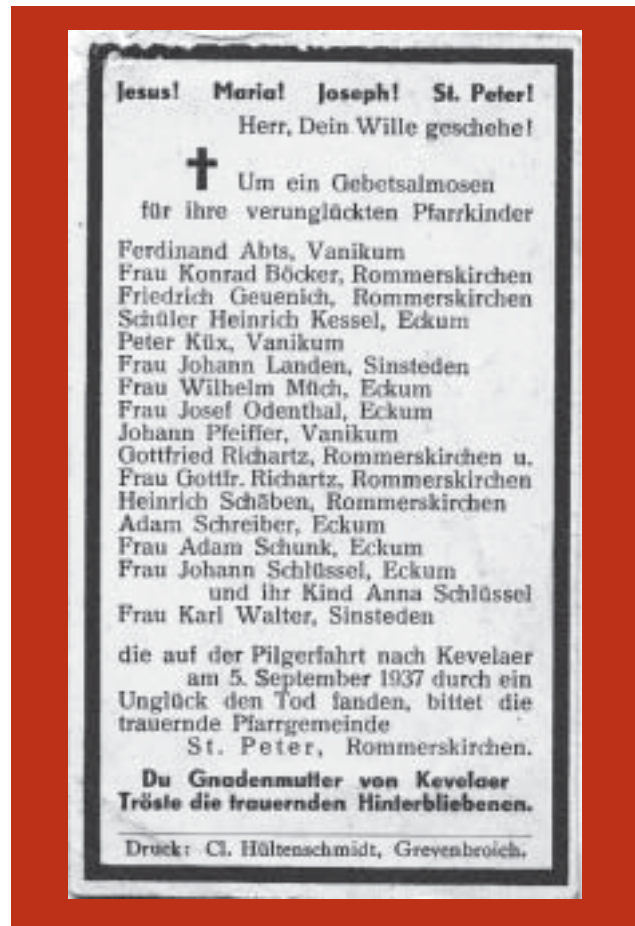 Jesus! Maria! Joseph! St. Peter!
Herr, Dein Wille geschehe!
Um ein Gebetsalmosen
für ihre verunglückten Pfarrkinder
Ferdinand Abts, Vanikum
Frau Konrad Böcker, Rommerskirchen
Friedrich Geuenich, Rommerskirchen
Schüler Heinrich Kessel, Eckum
Peter Küx, Vanikum
Frau Johann Landen, Sinsteden
Frau Wilhelm Müch, Eckum
Frau Josef Odenthal, Eckum
Johann Pfeiffer, Vanikum
Gottfried Richartz, Rommerskirchen u.
Frau Gottfr. Richartz, Rommerskirchen
Heinrich Schäben, Rommerskirchen
Adam Schreiber, Eckum
Frau Adam Schunk, Eckum
Frau Johann Schlüssel, Eckum
und ihr Kind Anna Schlüssel
Frau Karl Walter, Sinsteden
die auf der Pilgerfahrt nach Kevelaer
am 5. September 1937 durch ein
Unglück den Tod fanden, bittet die
trauernde Pfarrgemeinde
St. Peter, Rommerskirchen.
Du Gnadenmutter von Kevelaer
Tröste die trauernden Hinterbliebenen.
Druck: Cl. Hültenschmidt, Grevenbroich.